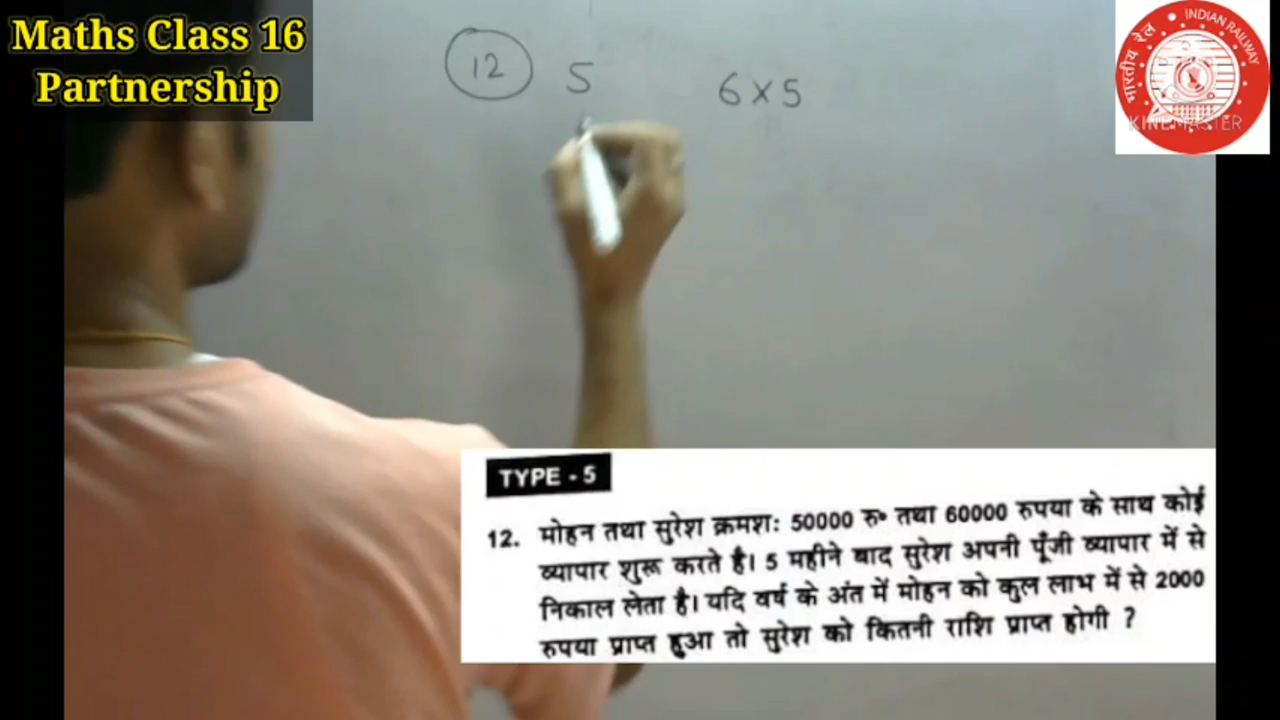 Maths Class 16
Partnership
12 5 6 × 5
भारतीय रेल INDIAN RAILWAY
KINEMASTER
TYPE - 5
12. मोहन तथा सुरेश क्रमशः 50000 रु॰ तथा 60000 रुपया के साथ कोई
व्यापार शुरू करते है। 5 महीने बाद सुरेश अपनी पूँजी व्यापार में से
निकाल लेता है। यदि वर्ष के अंत में मोहन को कुल लाभ में से 2000
रुपया प्राप्त हुआ तो सुरेश को कितनी राशि प्राप्त होगी ?